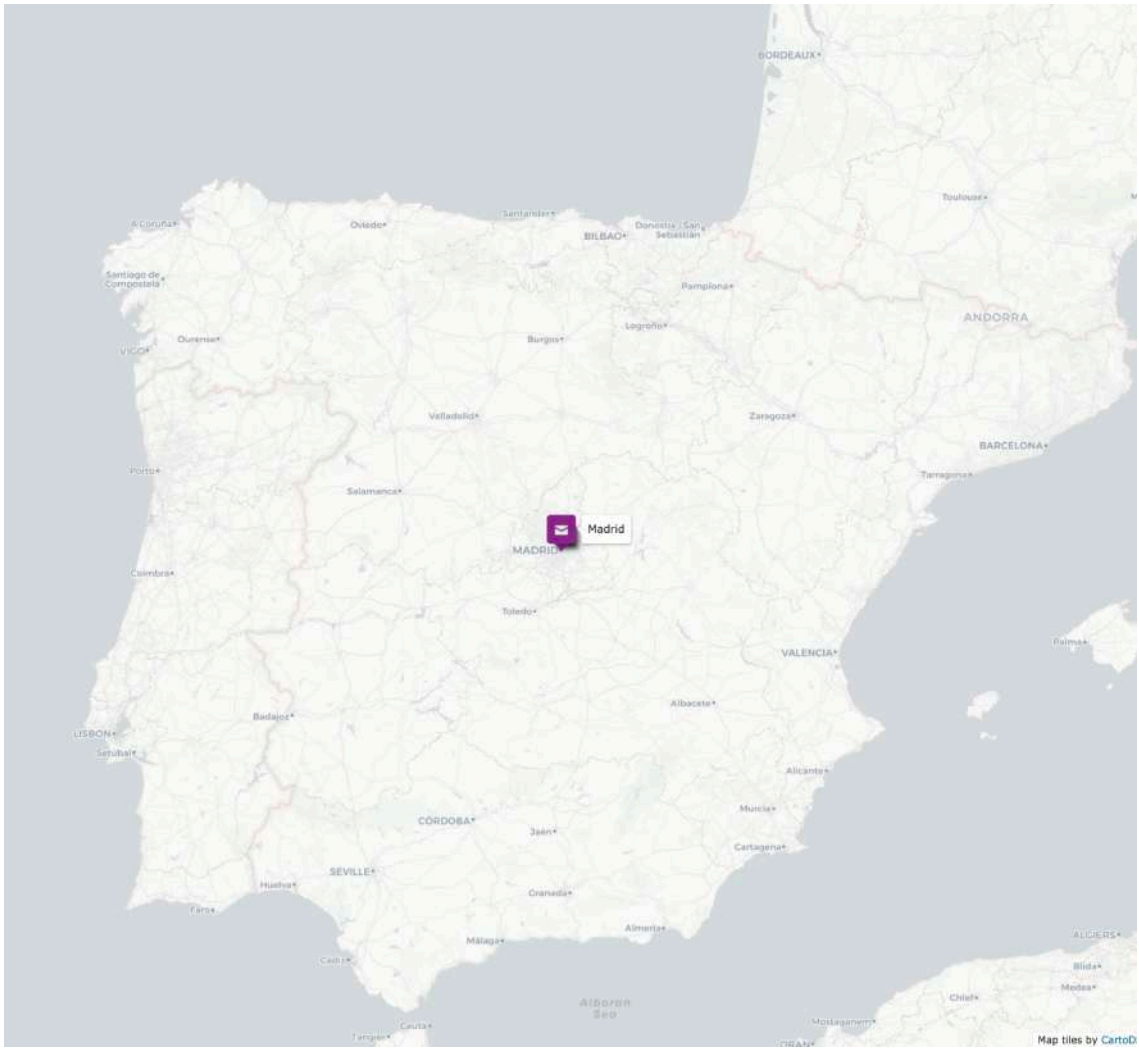 BORDEAUX
Toulouse
A Coruña
Oviedo
Santander
BILBAO
Donostia / San
Sebastián
Santiago de
Compostela
Pamplona
Logroño
ANDORRA
Ourense
Burgos
VIGO
Valladolid
Zaragoza
BARCELONA
Tarragona
Porto
Salamanca
Madrid
MADRID
Coimbra
Toledo
VALENCIA
Palma
Albacete
Badajoz
LISBON
Setúbal
Alicante
Murcia
CÓRDOBA
Jaén
Cartagena
SEVILLE
Huelva
Granada
Faro
Almería
Málaga
ALGIERS
Cádiz
Blida
Medea
Chlef
Alboran
Sea
Mostaganem
Ceuta
Tangier
ORAN
Map tiles by CartoD